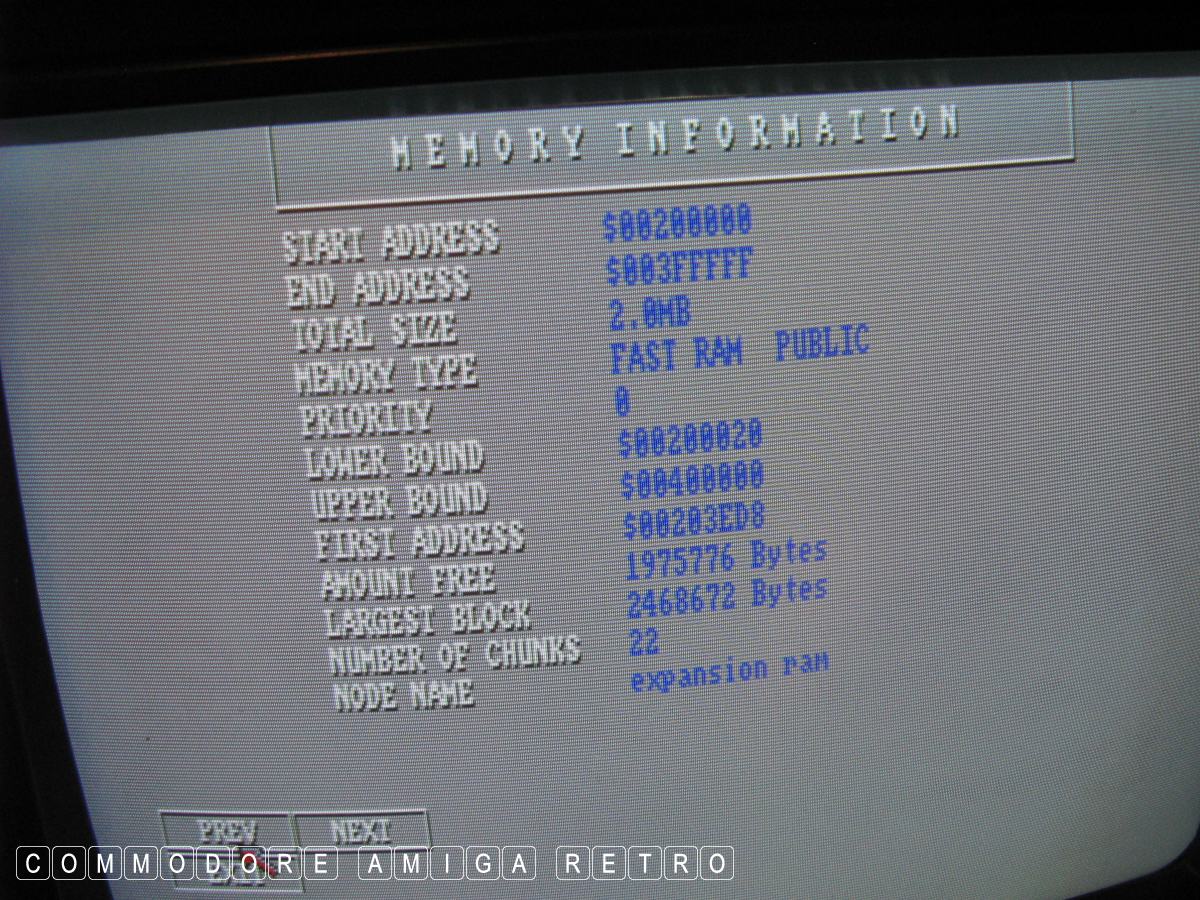 MEMORY INFORMATION
START ADDRESS $00200000
END ADDRESS $003FFFFF
TOTAL SIZE 2.0MB
MEMORY TYPE FAST RAM PUBLIC
PRIORITY 0
LOWER BOUND $00200020
UPPER BOUND $00400000
FIRST ADDRESS $00203ED8
AMOUNT FREE 1975776 Bytes
LARGEST BLOCK 2468672 Bytes
NUMBER OF CHUNKS 22
NODE NAME expansion ram
PREV NEXT
EXIT
COMMODORE AMIGA RETRO